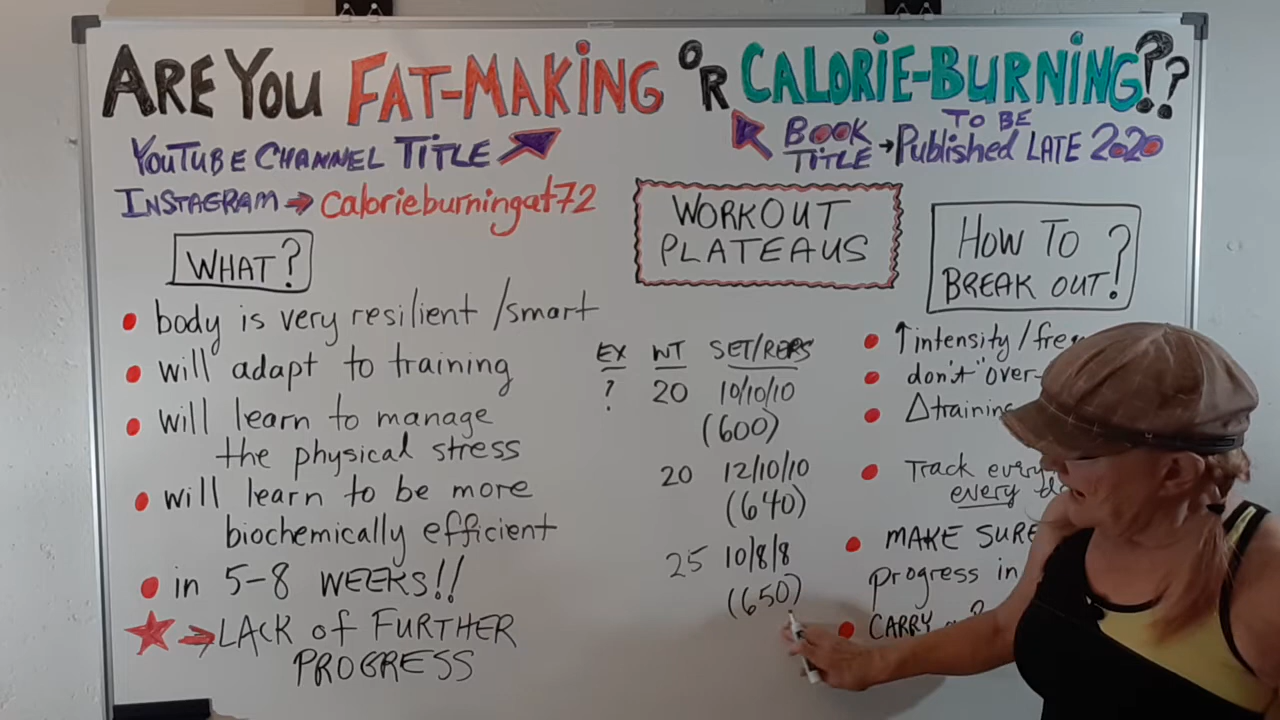 ARE YOU FAT-MAKING OR CALORIE-BURNING??
YOUTUBE CHANNEL TITLE
BOOK TITLE → TO BE Published LATE 2020
INSTAGRAM → calorieburningat72
WHAT?
• body is very resilient/smart
• will adapt to training
• will learn to manage
the physical stress
• will learn to be more
biochemically efficient
• in 5-8 WEEKS!!
★ → LACK of FURTHER
PROGRESS
WORKOUT
PLATEAUS
EX WT SET/REPS
? 20 10/10/10
(600)
20 12/10/10
(640)
25 10/8/8
(650)
HOW TO
BREAK OUT?
• ↑intensity/
• don't "over-
• Δtraining
• Track
every
• MAKE SURE
progress in
• CARRY